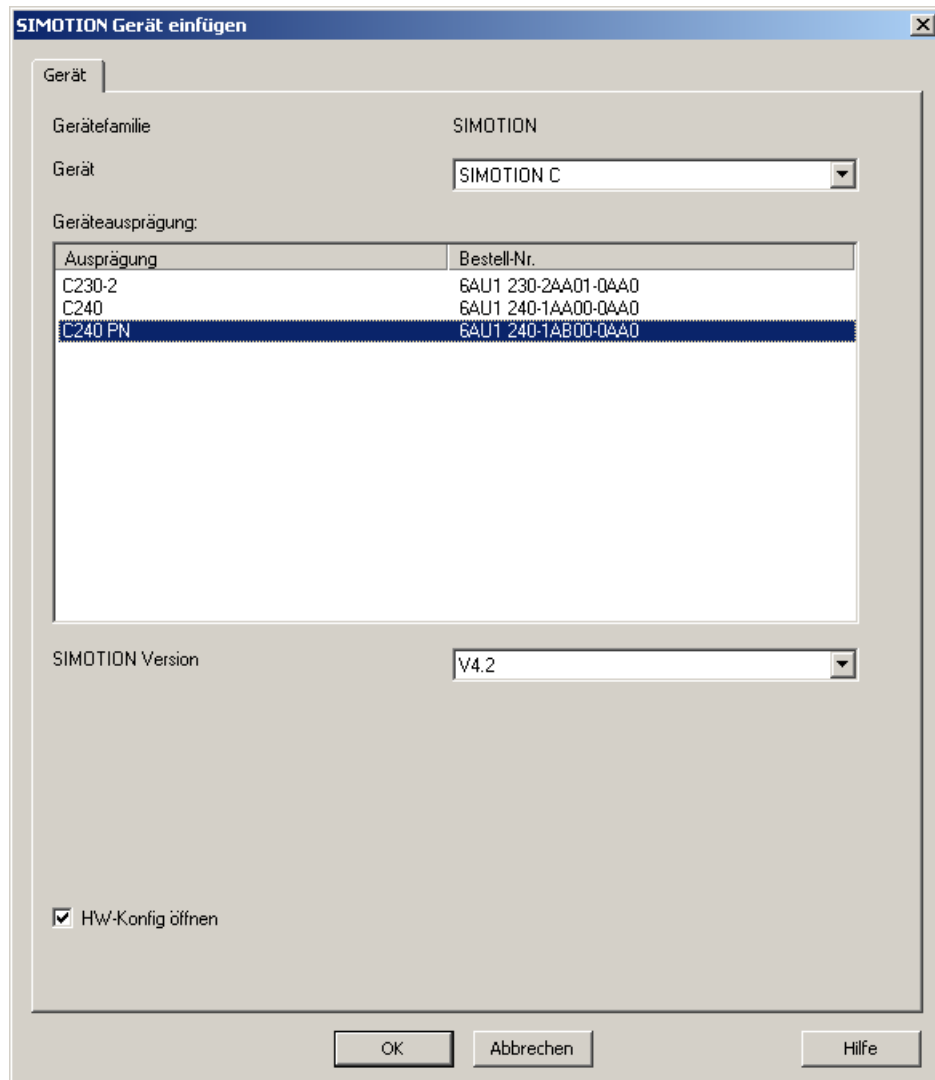 SIMOTION Gerät einfügen
Gerät
Gerätefamilie SIMOTION
Gerät SIMOTION C
Geräteausprägung:
Ausprägung Bestell-Nr.
C230-2 6AU1 230-2AA01-0AA0
C240 6AU1 240-1AA00-0AA0
C240 PN 6AU1 240-1AB00-0AA0
SIMOTION Version V4.2
HW-Konfig öffnen
OK Abbrechen Hilfe